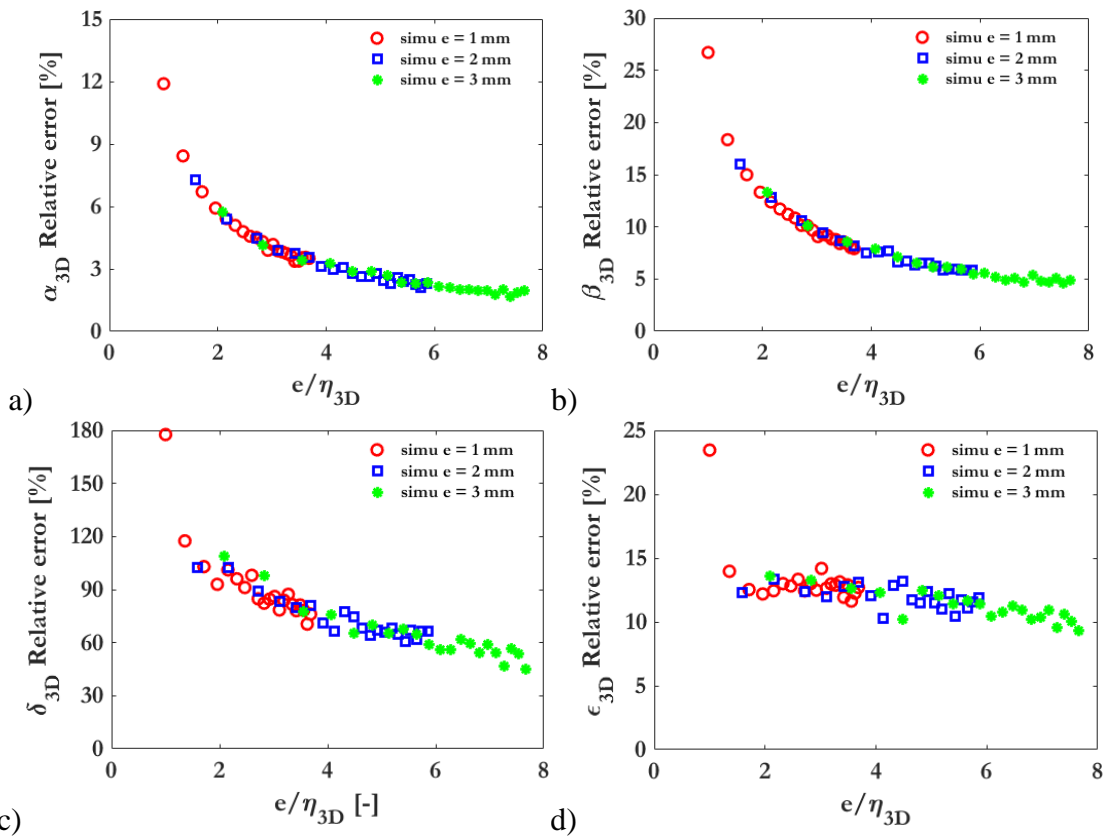 15
12
9
6
3
0
0 2 4 6 8
α3D Relative error [%]
e/η3D
simu e = 1 mm
simu e = 2 mm
simu e = 3 mm
a)
30
25
20
15
10
5
0
0 2 4 6 8
β3D Relative error [%]
e/η3D
simu e = 1 mm
simu e = 2 mm
simu e = 3 mm
b)
180
150
120
90
60
30
0
0 2 4 6 8
δ3D Relative error [%]
e/η3D [-]
simu e = 1 mm
simu e = 2 mm
simu e = 3 mm
c)
25
20
15
10
5
0
0 2 4 6 8
ϵ3D Relative error [%]
e/η3D
simu e = 1 mm
simu e = 2 mm
simu e = 3 mm
d)